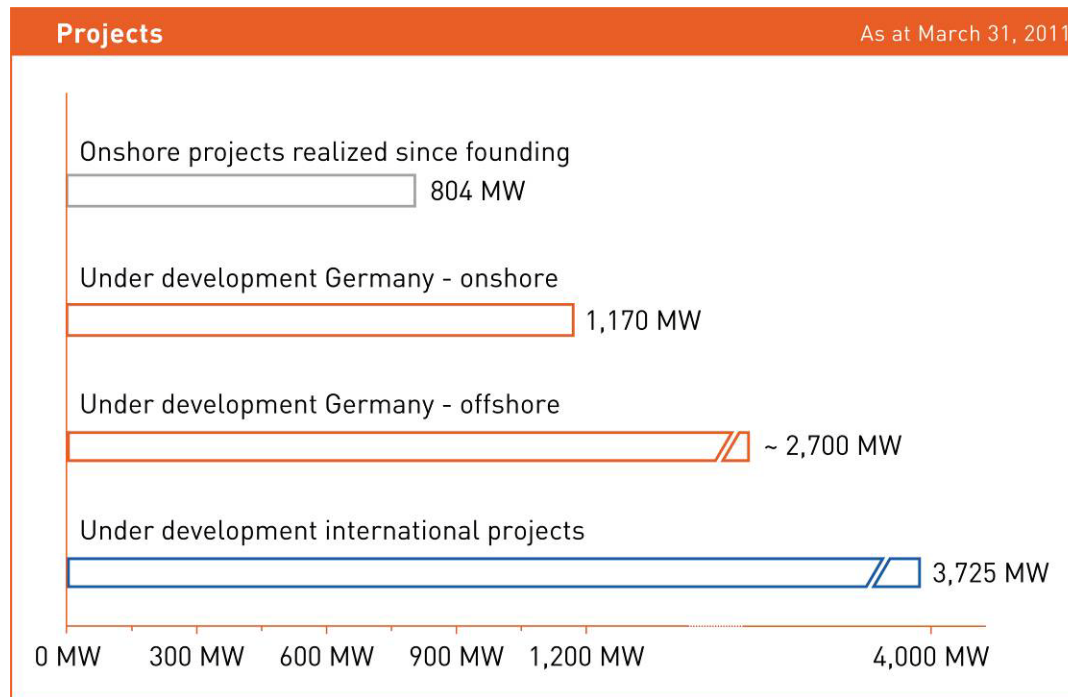 Projects
As at March 31, 2011
Onshore projects realized since founding
804 MW
Under development Germany - onshore
1,170 MW
Under development Germany - offshore
~ 2,700 MW
Under development international projects
3,725 MW
0 MW 300 MW 600 MW 900 MW 1,200 MW 4,000 MW